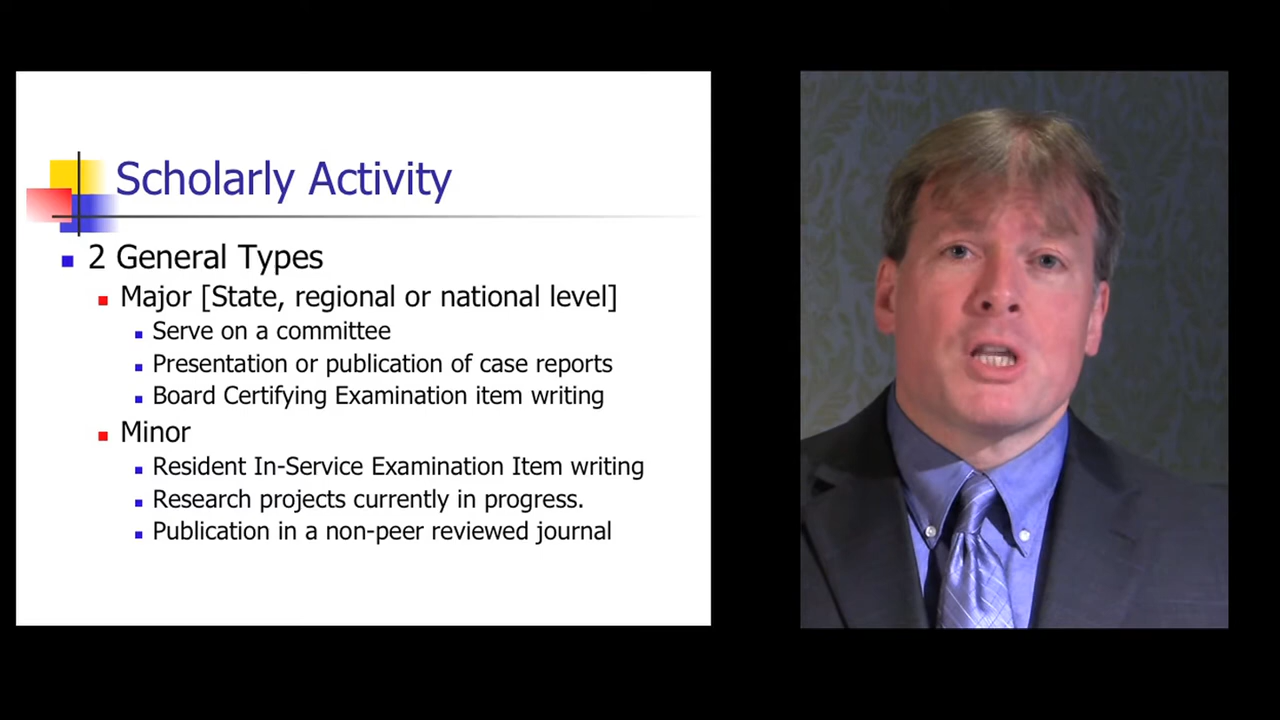 Scholarly Activity
2 General Types
Major [State, regional or national level]
Serve on a committee
Presentation or publication of case reports
Board Certifying Examination item writing
Minor
Resident In-Service Examination Item writing
Research projects currently in progress.
Publication in a non-peer reviewed journal